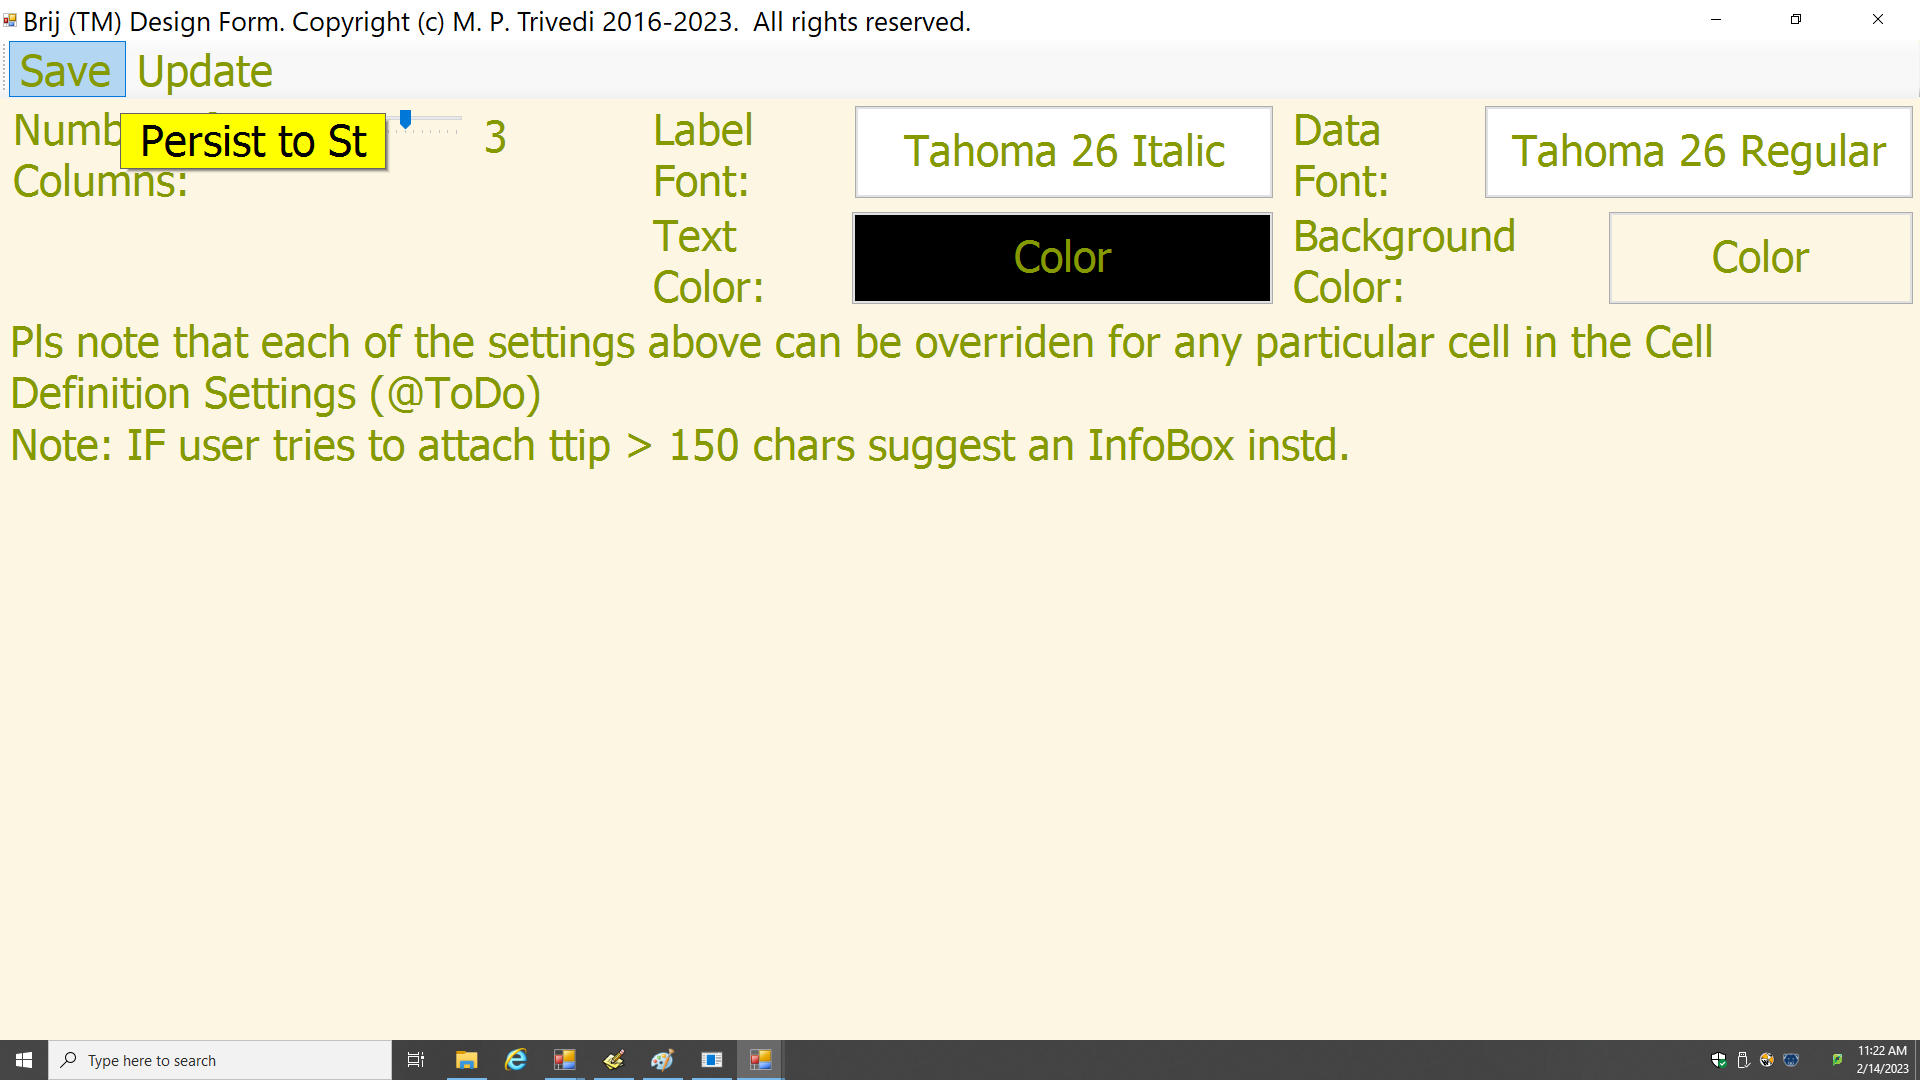 Brij (TM) Design Form. Copyright (c) M. P. Trivedi 2016-2023.  All rights reserved.
Save Update
Persist to St
Columns:
3
Label
Font:
Tahoma 26 Italic
Data
Font:
Tahoma 26 Regular
Text
Color:
Color
Background
Color:
Color
Pls note that each of the settings above can be overriden for any particular cell in the Cell
Definition Settings (@ToDo)
Note: IF user tries to attach ttip > 150 chars suggest an InfoBox instd.
Type here to search
11:22 AM
2/14/2023